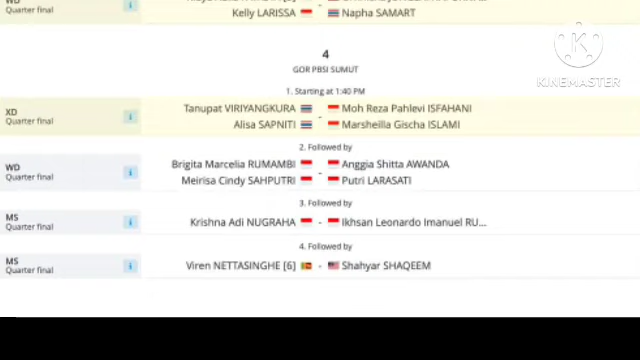 WD
Quarter final
i
Kelly LARISSA - Napha SAMART
4
GOR PBSI SUMUT
KINEMASTER
1. Starting at 1:40 PM
XD
Quarter final
i
Tanupat VIRIYANGKURA Moh Reza Pahlevi ISFAHANI
-
Alisa SAPNITI Marsheilla Gischa ISLAMI
2. Followed by
WD
Quarter final
i
Brigita Marcelia RUMAMBI Anggia Shitta AWANDA
-
Meirisa Cindy SAHPUTRI Putri LARASATI
3. Followed by
MS
Quarter final
i
Krishna Adi NUGRAHA - Ikhsan Leonardo Imanuel RU...
4. Followed by
MS
Quarter final
i
Viren NETTASINGHE [6] - Shahyar SHAQEEM